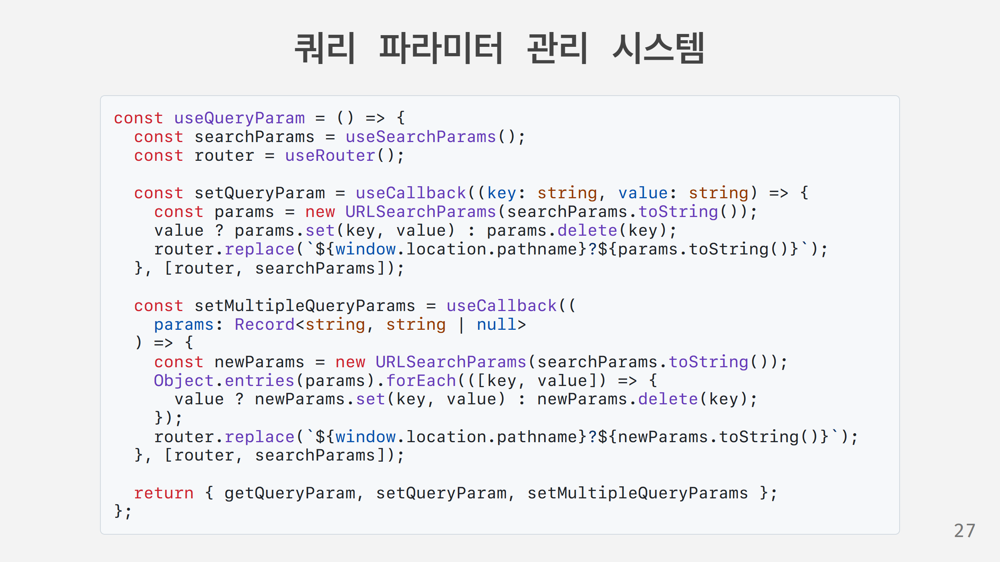 쿼리 파라미터 관리 시스템
const useQueryParam = () => {
  const searchParams = useSearchParams();
  const router = useRouter();

  const setQueryParam = useCallback((key: string, value: string) => {
    const params = new URLSearchParams(searchParams.toString());
    value ? params.set(key, value) : params.delete(key);
    router.replace(`${window.location.pathname}?${params.toString()}`);
  }, [router, searchParams]);

  const setMultipleQueryParams = useCallback((
    params: Record<string, string | null>
  ) => {
    const newParams = new URLSearchParams(searchParams.toString());
    Object.entries(params).forEach(([key, value]) => {
      value ? newParams.set(key, value) : newParams.delete(key);
    });
    router.replace(`${window.location.pathname}?${newParams.toString()}`);
  }, [router, searchParams]);

  return { getQueryParam, setQueryParam, setMultipleQueryParams };
};
27